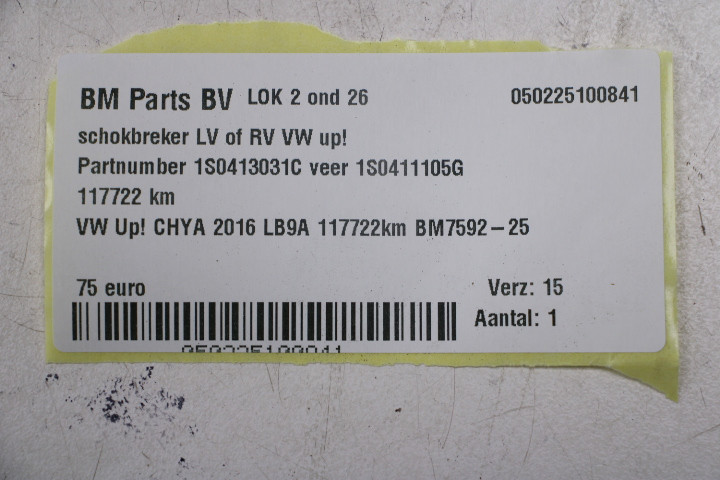 BM Parts BV LOK 2 ond 26 050225100841
schokbreker LV of RV VW up!
Partnumber 1S0413031C veer 1S0411105G
117722 km
VW Up! CHYA 2016 LB9A 117722km BM7592-25
75 euro Verz: 15
Aantal: 1
050225100841